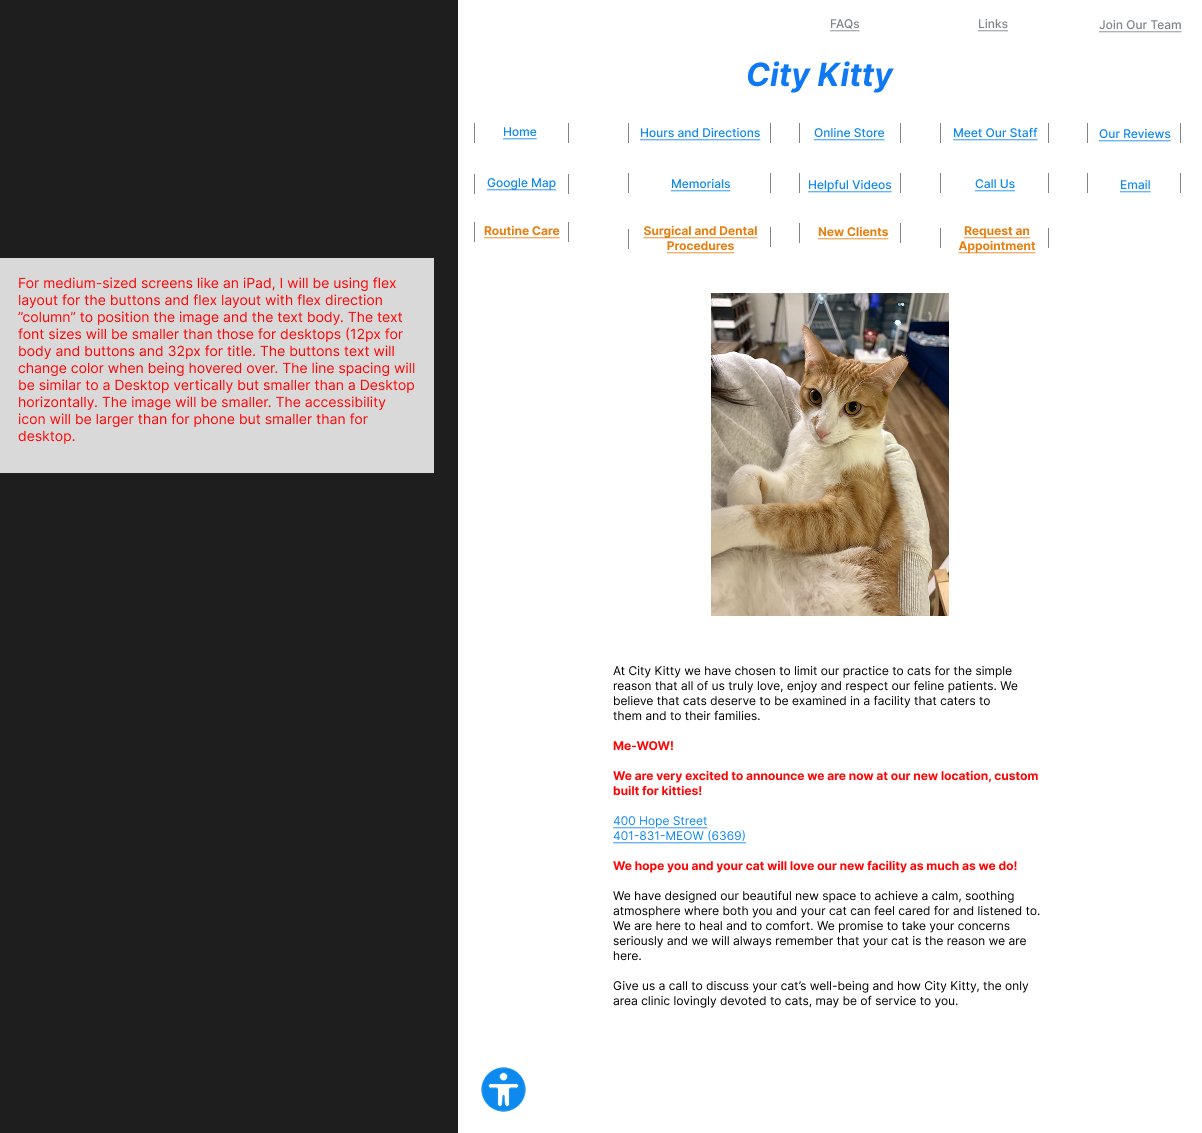 FAQs
Links
Join Our Team
City Kitty
Home
Hours and Directions
Online Store
Meet Our Staff
Our Reviews
Google Map
Memorials
Helpful Videos
Call Us
Email
Routine Care
Surgical and Dental
Procedures
New Clients
Request an
Appointment
For medium-sized screens like an iPad, I will be using flex
layout for the buttons and flex layout with flex direction
”column” to position the image and the text body. The text
font sizes will be smaller than those for desktops (12px for
body and buttons and 32px for title. The buttons text will
change color when being hovered over. The line spacing will
be similar to a Desktop vertically but smaller than a Desktop
horizontally. The image will be smaller. The accessibility
icon will be larger than for phone but smaller than for
desktop.
At City Kitty we have chosen to limit our practice to cats for the simple
reason that all of us truly love, enjoy and respect our feline patients. We
believe that cats deserve to be examined in a facility that caters to
them and to their families.
Me-WOW!
We are very excited to announce we are now at our new location, custom
built for kitties!
400 Hope Street
401-831-MEOW (6369)
We hope you and your cat will love our new facility as much as we do!
We have designed our beautiful new space to achieve a calm, soothing
atmosphere where both you and your cat can feel cared for and listened to.
We are here to heal and to comfort. We promise to take your concerns
seriously and we will always remember that your cat is the reason we are
here.
Give us a call to discuss your cat’s well-being and how City Kitty, the only
area clinic lovingly devoted to cats, may be of service to you.